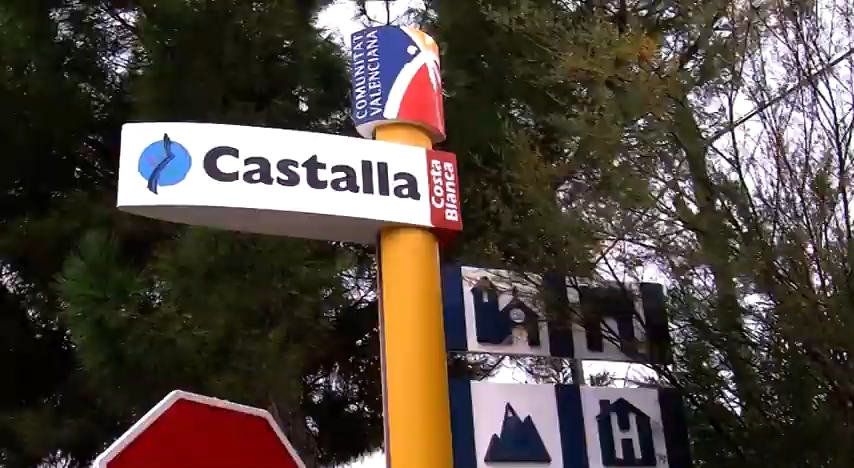 COMUNITAT
VALENCIANA
Castalla
Costa
Blanca
H